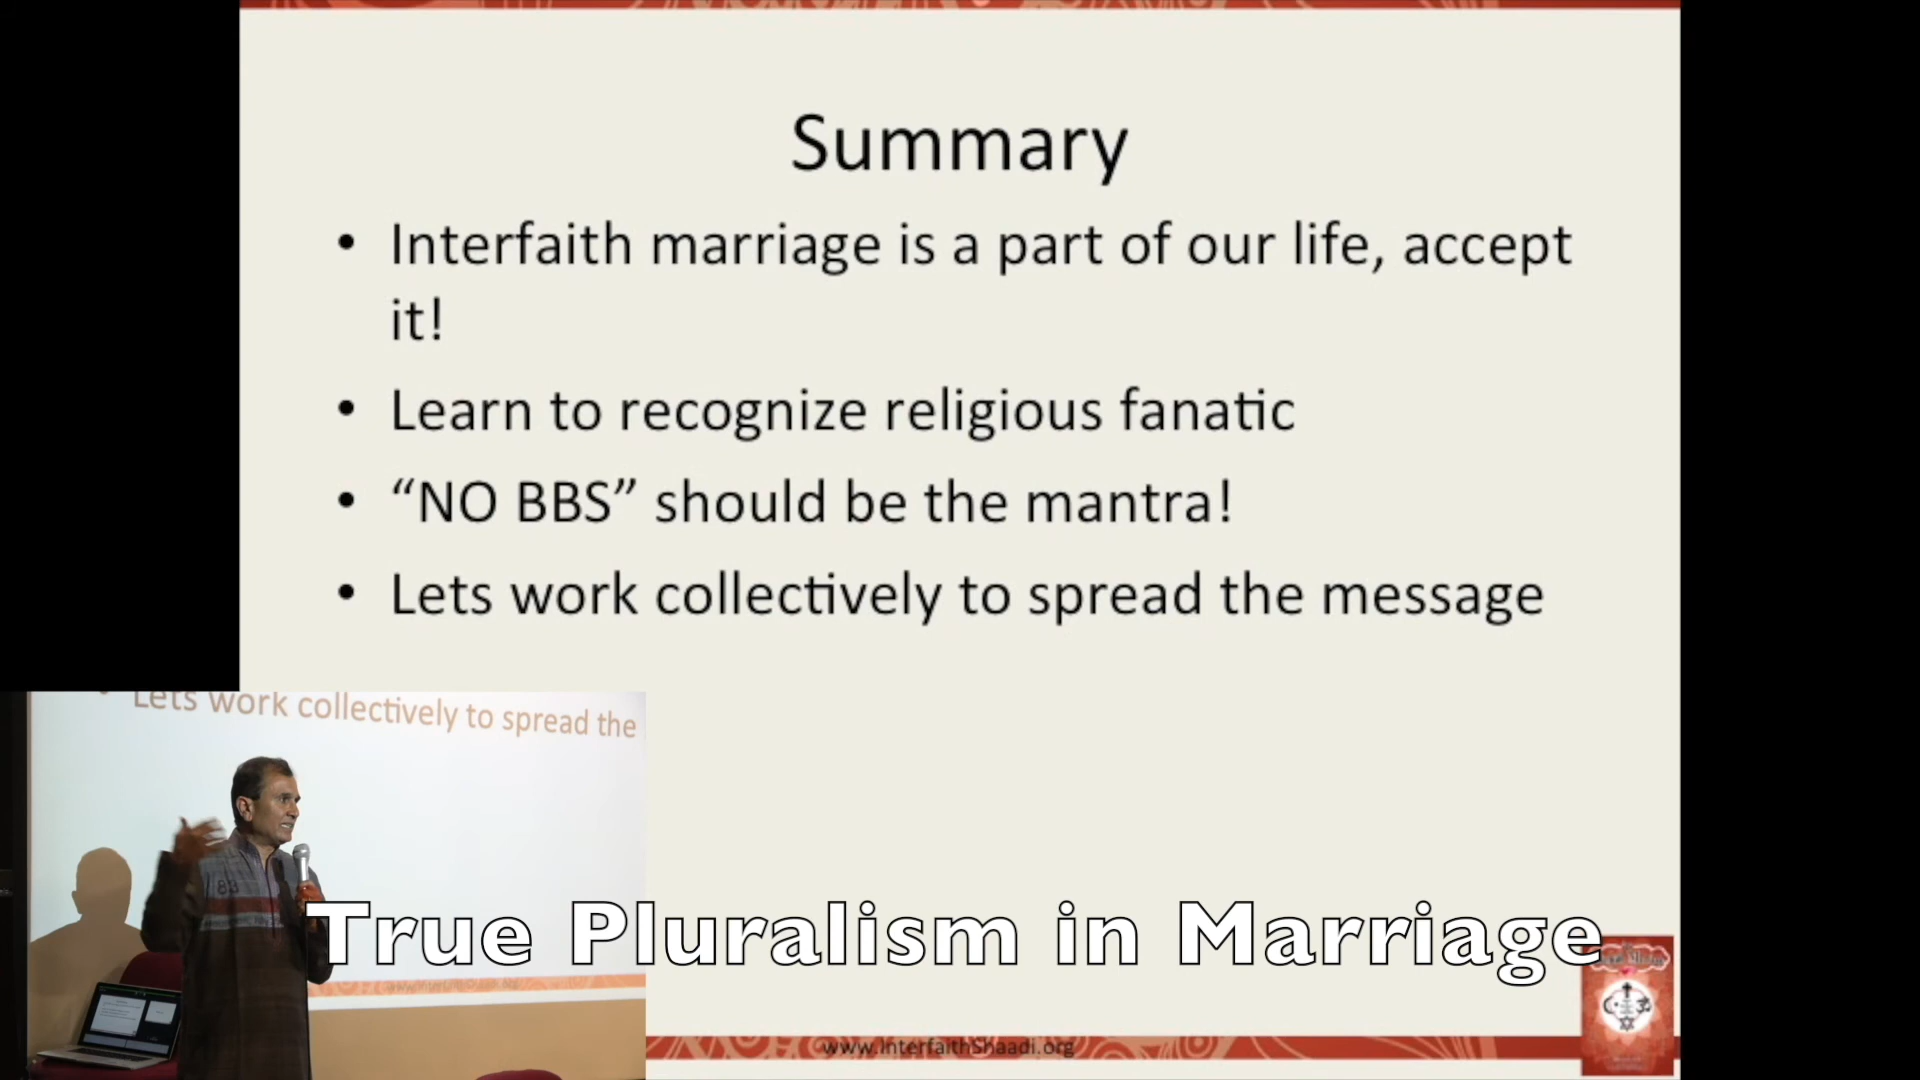 Summary
• Interfaith marriage is a part of our life, accept
it!
• Learn to recognize religious fanatic
• “NO BBS” should be the mantra!
• Lets work collectively to spread the message
Lets work collectively to spread the
83
True Pluralism in Marriage
www.InterfaithShaadi.org